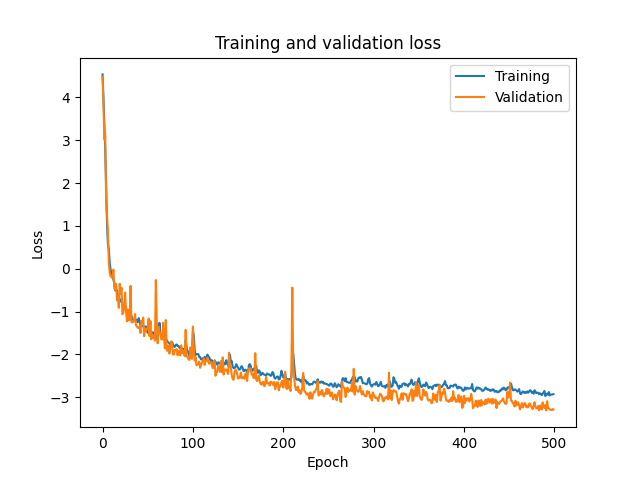 Training and validation loss
Training
Validation
4
3
2
1
0
−1
−2
−3
Loss
0 100 200 300 400 500
Epoch